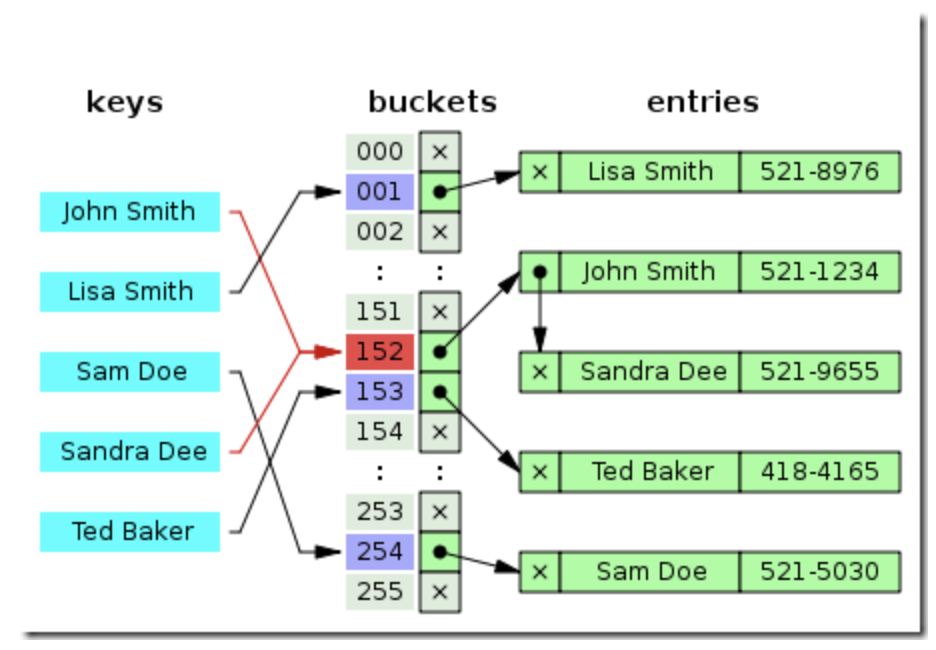 keys buckets entries
000 ×
× Lisa Smith 521-8976
001
John Smith
002 ×
: :
× John Smith 521-1234
Lisa Smith
151 ×
152
Sam Doe
× Sandra Dee 521-9655
153
154 ×
Sandra Dee
: :
× Ted Baker 418-4165
253 ×
Ted Baker
254
× Sam Doe 521-5030
255 ×